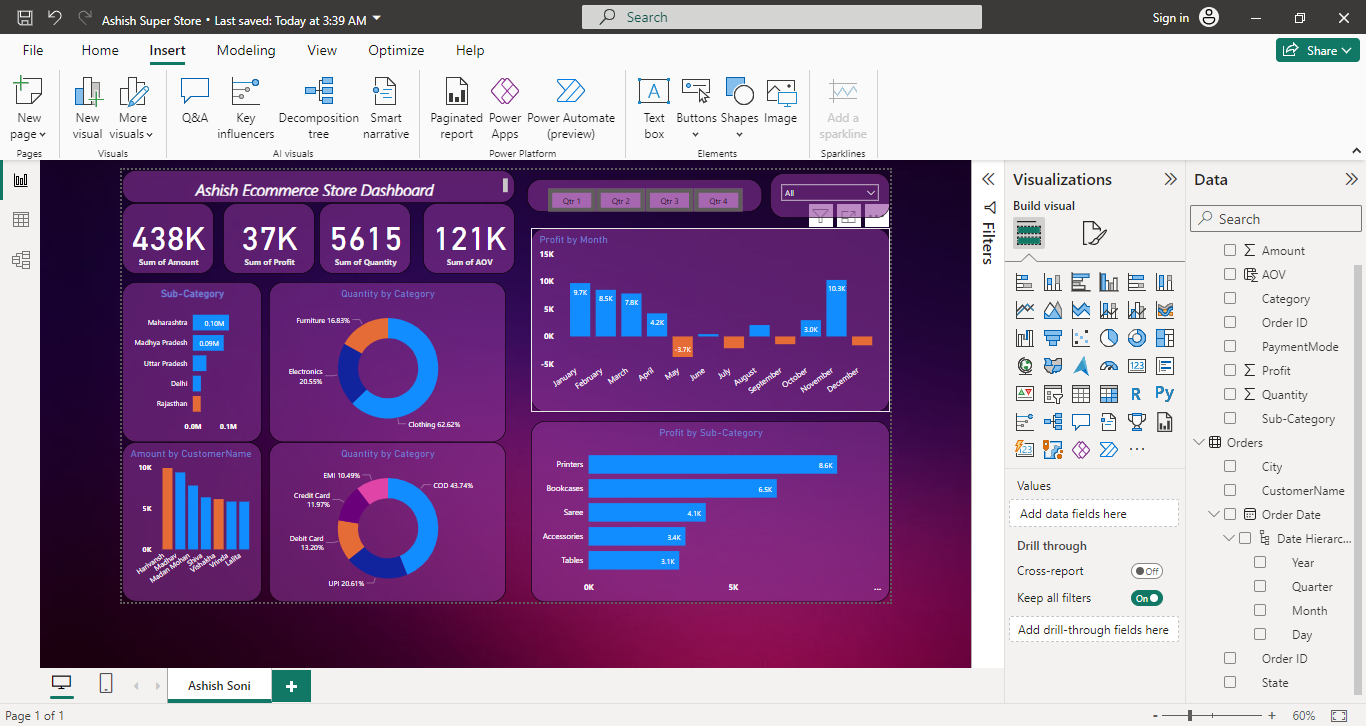 Ashish Super Store • Last saved: Today at 3:39 AM
Search
Sign in
File Home Insert Modeling View Optimize Help
Share
New page
New visual
More visuals
Q&A
Key influencers
Decomposition tree
Smart narrative
Paginated report
Power Apps
Power Automate (preview)
Text box
Buttons
Shapes
Image
Add a sparkline
Pages
Visuals
AI visuals
Power Platform
Elements
Sparklines
Ashish Ecommerce Store Dashboard
Qtr 1 Qtr 2 Qtr 3 Qtr 4
All
438K
Sum of Amount
37K
Sum of Profit
5615
Sum of Quantity
121K
Sum of AOV
Sub-Category
Maharashtra 0.10M
Madhya Pradesh 0.09M
Uttar Pradesh
Delhi
Rajasthan
0.0M 0.1M
Quantity by Category
Furniture 16.83%
Electronics
20.55%
Clothing 62.62%
Profit by Month
15K
10K
5K
0K
-5K
9.7K
8.5K
7.8K
4.2K
-3.7K
3.0K
10.3K
January
February
March
April
May
June
July
August
September
October
November
December
Amount by CustomerName
10K
5K
0K
Harivansh
Madhav
Madan Mohan
Shiva
Vishakha
Vrinda
Lalita
Quantity by Category
EMI 10.49%
COD 43.74%
Credit Card
11.97%
Debit Card
13.20%
UPI 20.61%
Profit by Sub-Category
Printers 8.6K
Bookcases 6.5K
Saree 4.1K
Accessories 3.4K
Tables 3.1K
0K 5K
...
Filters
Visualizations
Build visual
123
R
Py
123
Values
Add data fields here
Drill through
Cross-report Off
Keep all filters On
Add drill-through fields here
Data
Search
Amount
AOV
Category
Order ID
PaymentMode
Profit
Quantity
Sub-Category
Orders
City
CustomerName
Order Date
Date Hierarc...
Year
Quarter
Month
Day
Order ID
State
Ashish Soni
Page 1 of 1
- + 60%